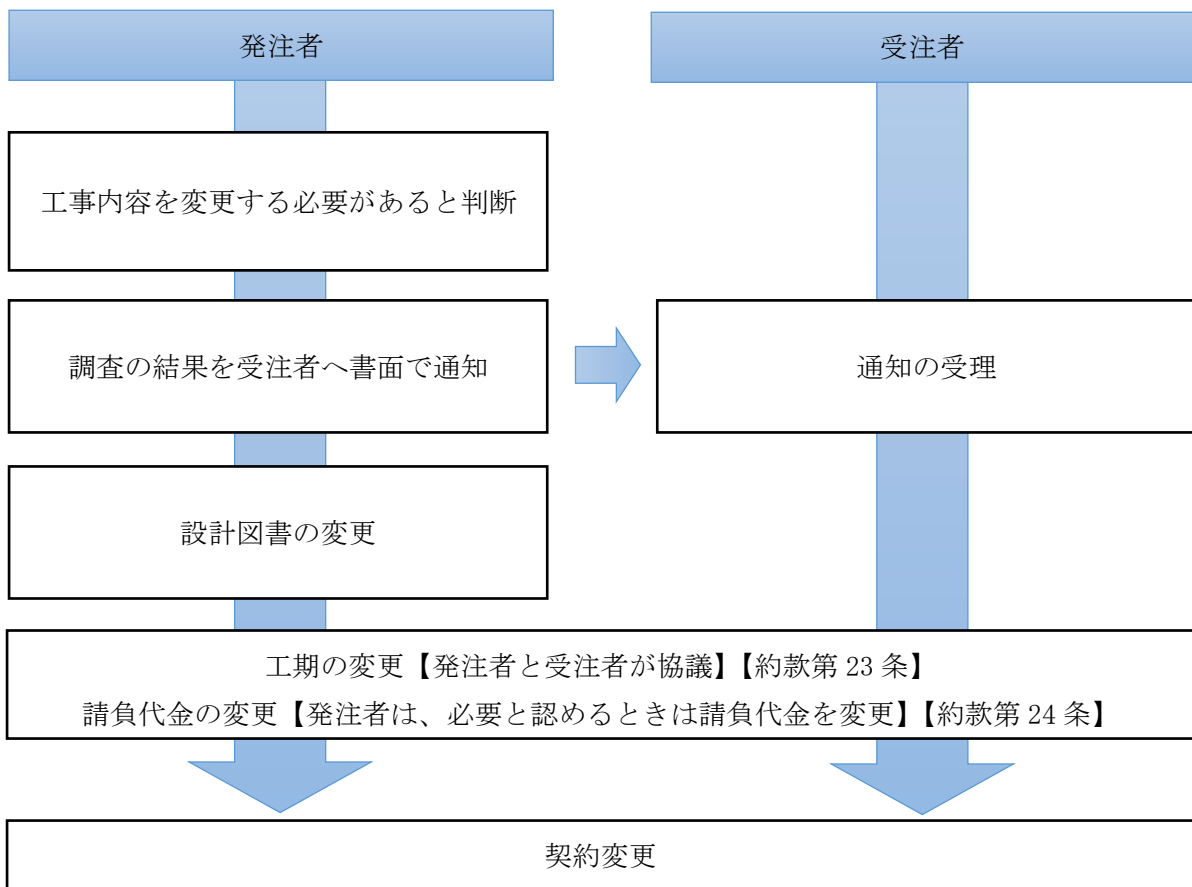 発注者
受注者
工事内容を変更する必要があると判断
調査の結果を受注者へ書面で通知
通知の受理
設計図書の変更
工期の変更【発注者と受注者が協議】【約款第 23 条】
請負代金の変更【発注者は、必要と認めるときは請負代金を変更】【約款第 24 条】
契約変更